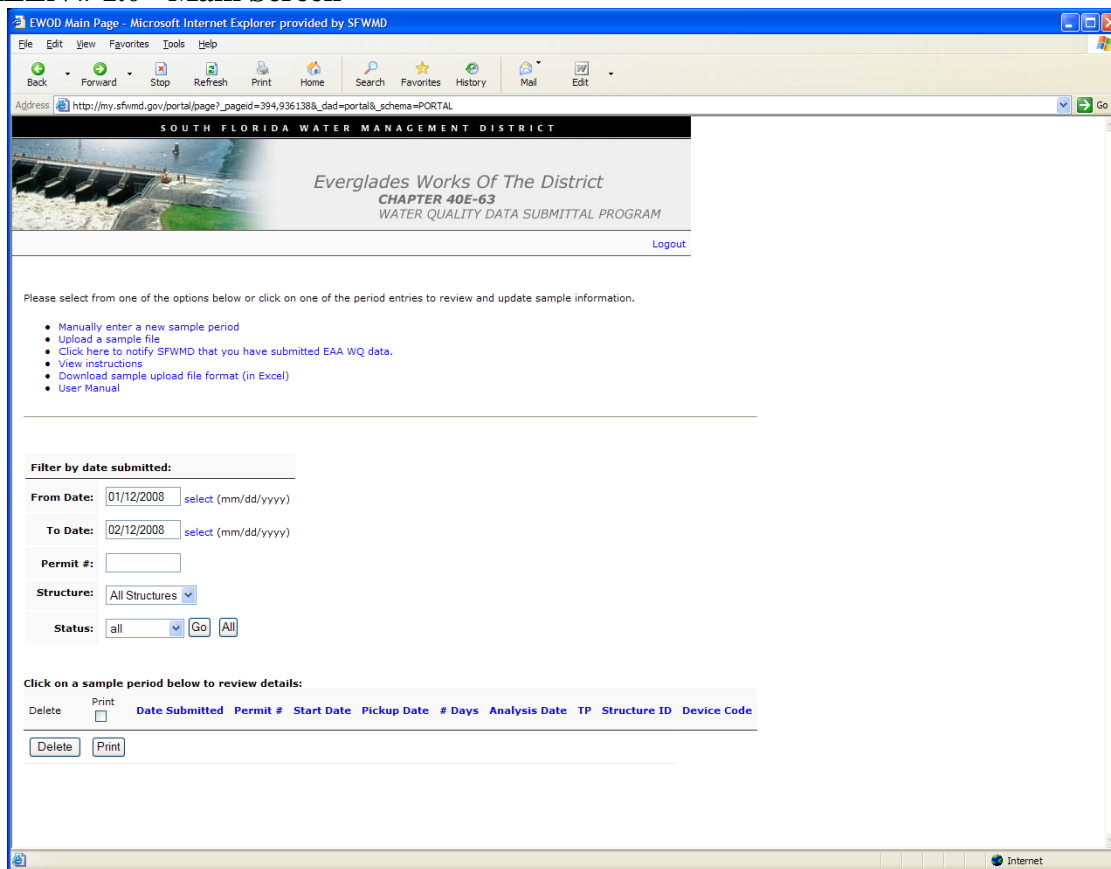 EWOD Main Page - Microsoft Internet Explorer provided by SFWMD
File Edit View Favorites Tools Help
Back Forward Stop Refresh Print Home Search Favorites History Mail Edit
Address http://my.sfwmd.gov/portal/page?_pageid=394,936138&_dad=portal&_schema=PORTAL Go
SOUTH FLORIDA WATER MANAGEMENT DISTRICT
Everglades Works Of The District
CHAPTER 40E-63
WATER QUALITY DATA SUBMITTAL PROGRAM
Logout
Please select from one of the options below or click on one of the period entries to review and update sample information.
• Manually enter a new sample period
• Upload a sample file
• Click here to notify SFWMD that you have submitted EAA WQ data.
• View instructions
• Download sample upload file format (in Excel)
• User Manual
Filter by date submitted:
From Date: 01/12/2008 select (mm/dd/yyyy)
To Date: 02/12/2008 select (mm/dd/yyyy)
Permit #:
Structure: All Structures
Status: all Go All
Click on a sample period below to review details:
Delete Print Date Submitted Permit # Start Date Pickup Date # Days Analysis Date TP Structure ID Device Code
Delete Print
Internet